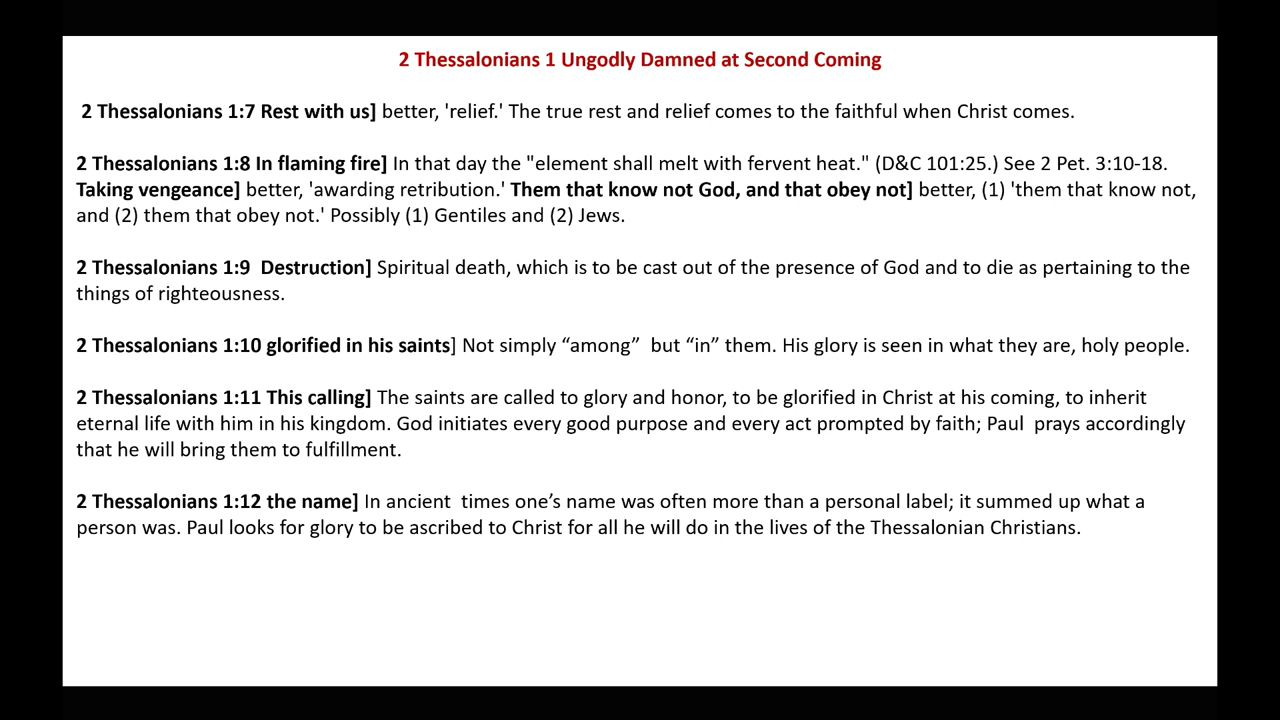 2 Thessalonians 1 Ungodly Damned at Second Coming
2 Thessalonians 1:7 Rest with us] better, 'relief.' The true rest and relief comes to the faithful when Christ comes.
2 Thessalonians 1:8 In flaming fire] In that day the "element shall melt with fervent heat." (D&C 101:25.) See 2 Pet. 3:10-18.
Taking vengeance] better, 'awarding retribution.' Them that know not God, and that obey not] better, (1) 'them that know not,
and (2) them that obey not.' Possibly (1) Gentiles and (2) Jews.
2 Thessalonians 1:9  Destruction] Spiritual death, which is to be cast out of the presence of God and to die as pertaining to the
things of righteousness.
2 Thessalonians 1:10 glorified in his saints] Not simply “among”  but “in” them. His glory is seen in what they are, holy people.
2 Thessalonians 1:11 This calling] The saints are called to glory and honor, to be glorified in Christ at his coming, to inherit
eternal life with him in his kingdom. God initiates every good purpose and every act prompted by faith; Paul  prays accordingly
that he will bring them to fulfillment.
2 Thessalonians 1:12 the name] In ancient  times one’s name was often more than a personal label; it summed up what a
person was. Paul looks for glory to be ascribed to Christ for all he will do in the lives of the Thessalonian Christians.